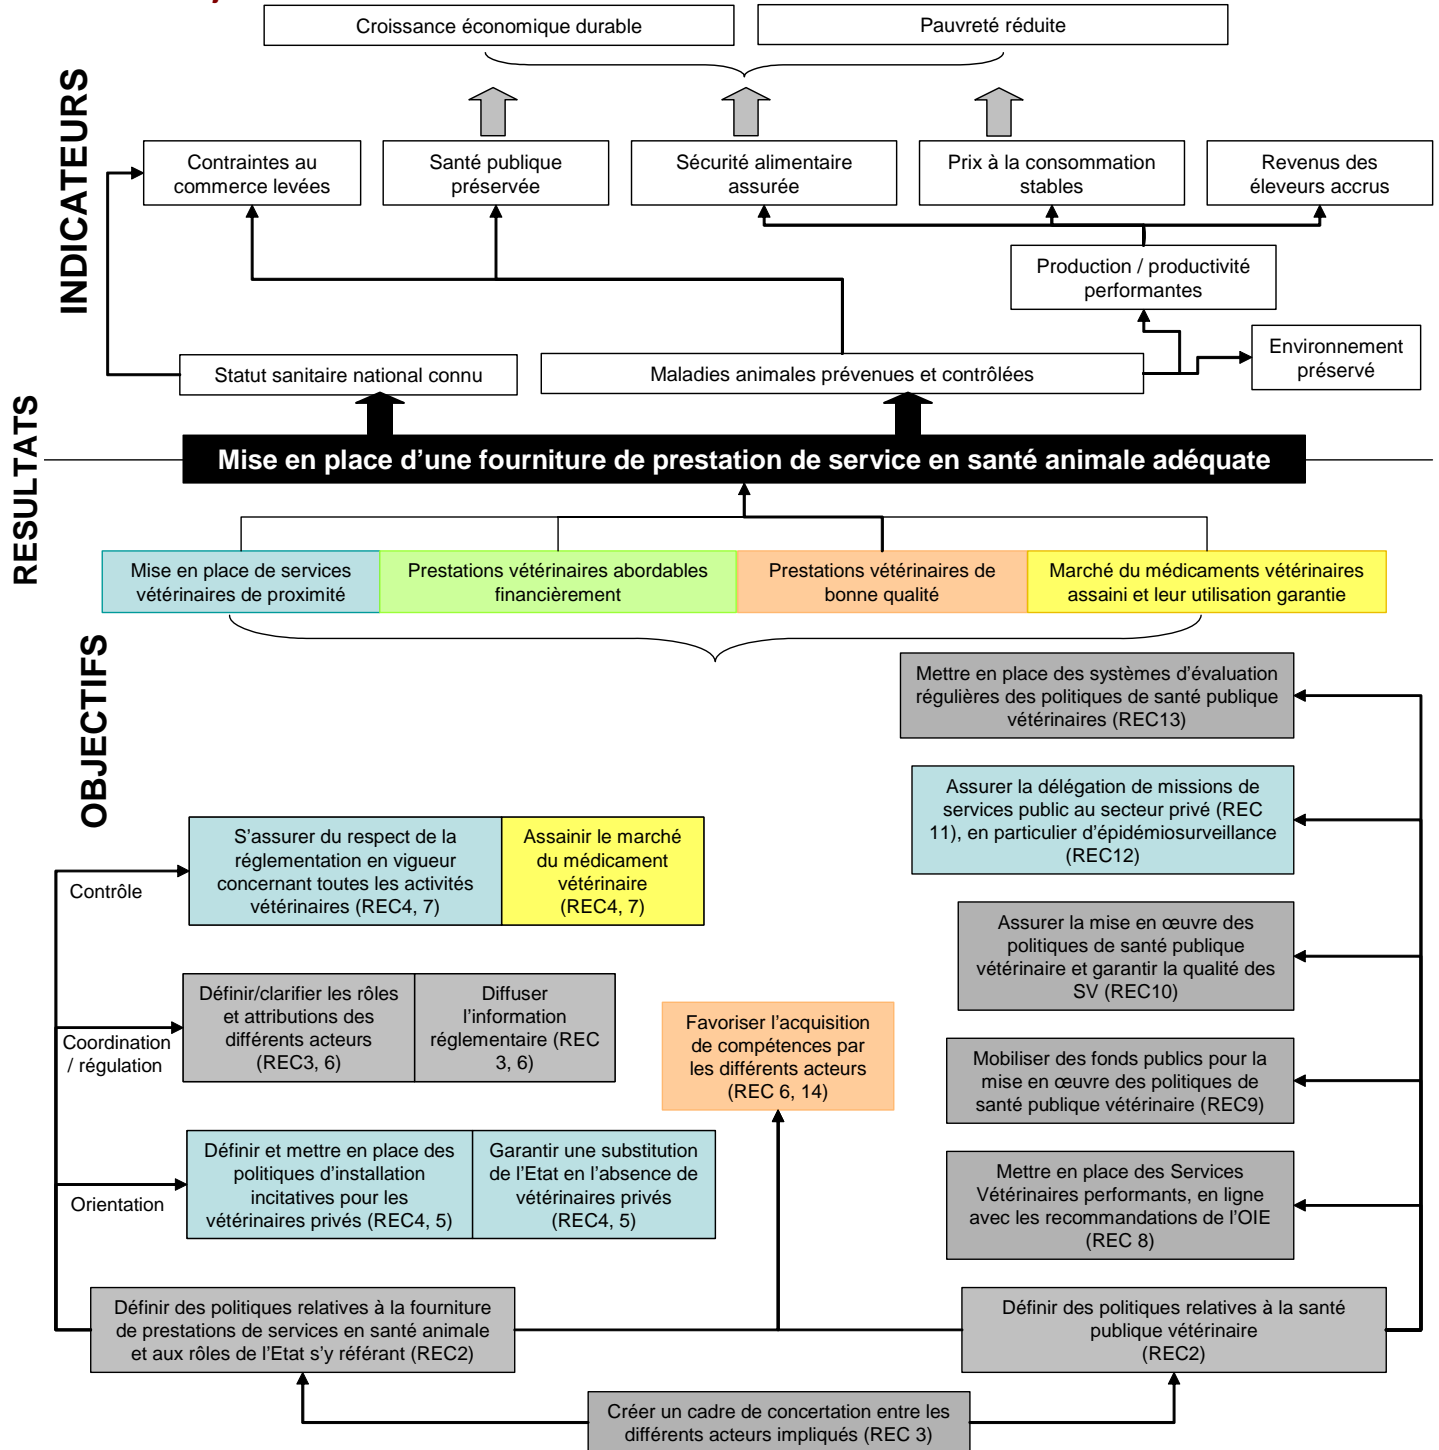 Croissance économique durable
Pauvreté réduite
INDICATEURS
Contraintes au
commerce levées
Santé publique
préservée
Sécurité alimentaire
assurée
Prix à la consommation
stables
Revenus des
éleveurs accrus
Production / productivité
performantes
Environnement
préservé
Statut sanitaire national connu
Maladies animales prévenues et contrôlées
RESULTATS
Mise en place d’une fourniture de prestation de service en santé animale adéquate
Mise en place de services
vétérinaires de proximité
Prestations vétérinaires abordables
financièrement
Prestations vétérinaires de
bonne qualité
Marché du médicaments vétérinaires
assaini et leur utilisation garantie
OBJECTIFS
Mettre en place des systèmes d’évaluation
régulières des politiques de santé publique
vétérinaires (REC13)
Assurer la délégation de missions de
services public au secteur privé (REC
11), en particulier d’épidémiosurveillance
(REC12)
Contrôle
S’assurer du respect de la
réglementation en vigueur
concernant toutes les activités
vétérinaires (REC4, 7)
Assainir le marché
du médicament
vétérinaire
(REC4, 7)
Assurer la mise en œuvre des
politiques de santé publique
vétérinaire et garantir la qualité des
SV (REC10)
Coordination
/ régulation
Définir/clarifier les rôles
et attributions des
différents acteurs
(REC3, 6)
Diffuser
l’information
réglementaire (REC
3, 6)
Favoriser l’acquisition
de compétences par
les différents acteurs
(REC 6, 14)
Mobiliser des fonds publics pour la
mise en œuvre des politiques de
santé publique vétérinaire (REC9)
Orientation
Définir et mettre en place des
politiques d’installation
incitatives pour les
vétérinaires privés (REC4, 5)
Garantir une substitution
de l’Etat en l’absence de
vétérinaires privés
(REC4, 5)
Mettre en place des Services
Vétérinaires performants, en ligne
avec les recommandations de l’OIE
(REC 8)
Définir des politiques relatives à la fourniture
de prestations de services en santé animale
et aux rôles de l’Etat s’y référant (REC2)
Définir des politiques relatives à la santé
publique vétérinaire
(REC2)
Créer un cadre de concertation entre les
différents acteurs impliqués (REC 3)